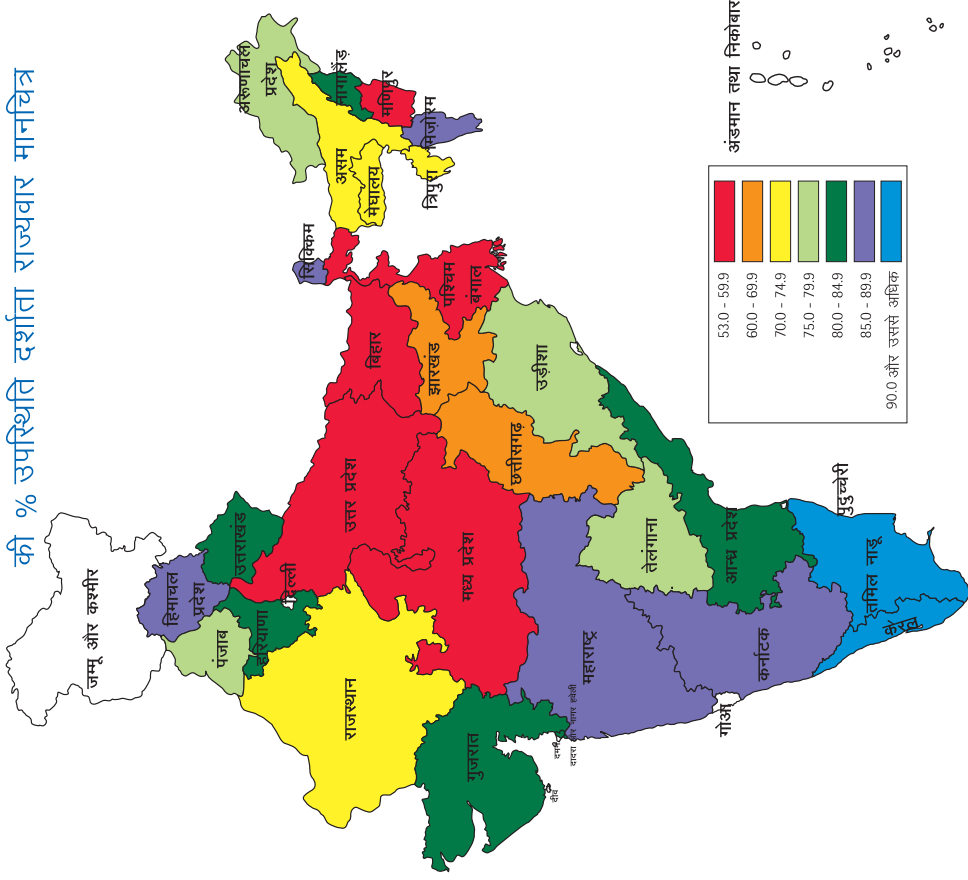 की % उपस्थिति दर्शाता राज्यवार मानचित्र
जम्मू और कश्मीर
हिमाचल
प्रदेश
पंजाब
उत्तराखंड
हरियाणा
दिल्ली
राजस्थान
उत्तर प्रदेश
बिहार
सिक्किम
अरूणाचल
प्रदेश
नागालैंड
मणिपुर
मिज़ोरम
त्रिपुरा
असम
मेघालय
पश्चिम
बंगाल
झारखंड
उड़ीशा
छत्तीसगढ़
मध्य प्रदेश
गुजरात
दीव
दमन
दादरा और नागर हवेली
महाराष्ट्र
तेलंगाना
आन्ध्र प्रदेश
गोआ
कर्नाटक
केरल
तमिल नाडू
पुदुच्चेरी
अंडमान तथा निकोबार
53.0 - 59.9
60.0 - 69.9
70.0 - 74.9
75.0 - 79.9
80.0 - 84.9
85.0 - 89.9
90.0 और उससे अधिक